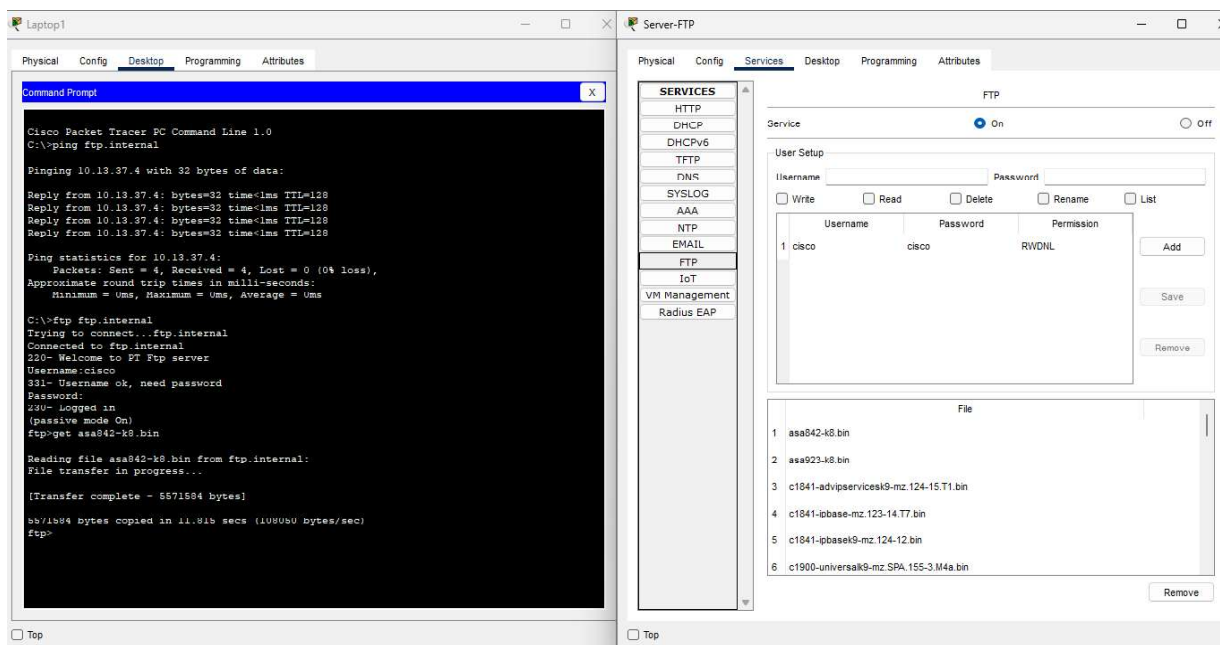 Laptop1
Physical Config Desktop Programming Attributes
Command Prompt X
Cisco Packet Tracer PC Command Line 1.0
C:\>ping ftp.internal
Pinging 10.13.37.4 with 32 bytes of data:
Reply from 10.13.37.4: bytes=32 time<1ms TTL=128
Reply from 10.13.37.4: bytes=32 time<1ms TTL=128
Reply from 10.13.37.4: bytes=32 time<1ms TTL=128
Reply from 10.13.37.4: bytes=32 time<1ms TTL=128
Ping statistics for 10.13.37.4:
Packets: Sent = 4, Received = 4, Lost = 0 (0% loss),
Approximate round trip times in milli-seconds:
Minimum = 0ms, Maximum = 0ms, Average = 0ms
C:\>ftp ftp.internal
Trying to connect...ftp.internal
Connected to ftp.internal
220- Welcome to PT Ftp server
Username:cisco
331- Username ok, need password
Password:
230- Logged in
(passive mode On)
ftp>get asa842-k8.bin
Reading file asa842-k8.bin from ftp.internal:
File transfer in progress...
[Transfer complete - 5571584 bytes]
5571584 bytes copied in 11.815 secs (108050 bytes/sec)
ftp>
Top
Server-FTP
Physical Config Services Desktop Programming Attributes
SERVICES
HTTP
DHCP
DHCPv6
TFTP
DNS
SYSLOG
AAA
NTP
EMAIL
FTP
IoT
VM Management
Radius EAP
FTP
Service On Off
User Setup
Username Password
Write Read Delete Rename List
Username Password Permission
1 cisco cisco RWDNL
Add
Save
Remove
File
1 asa842-k8.bin
2 asa923-k8.bin
3 c1841-advipservicesk9-mz.124-15.T1.bin
4 c1841-ipbase-mz.123-14.T7.bin
5 c1841-ipbasek9-mz.124-12.bin
6 c1900-universalk9-mz.SPA.155-3.M4a.bin
Remove
Top